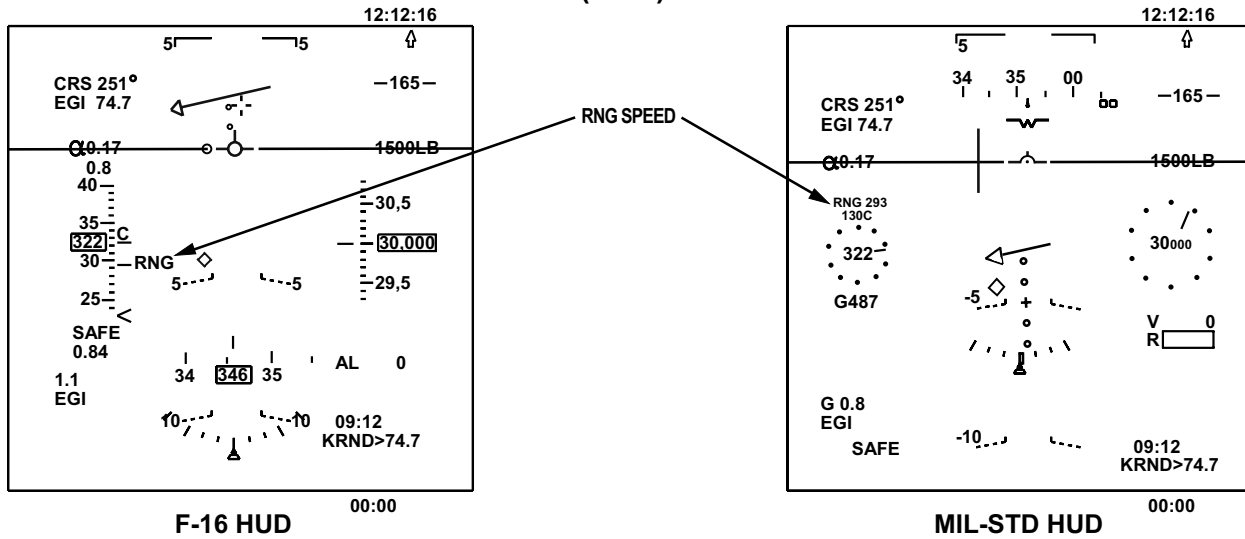 12:12:16
5 5
CRS 251°
EGI 74.7
165
α 0.17
1500LB
0.8
40
35
C
322
30
RNG
25
SAFE
0.84
1.1
EGI
30,5
30,000
29,5
5 5
34 346 35
AL 0
10 10
09:12
KRND>74.7
00:00
F-16 HUD
RNG SPEED
12:12:16
5
34 35 00
CRS 251°
EGI 74.7
165
α 0.17
1500LB
RNG 293
130C
322
G487
30000
-5
V 0
R
G 0.8
EGI
SAFE
-10
09:12
KRND>74.7
00:00
MIL-STD HUD